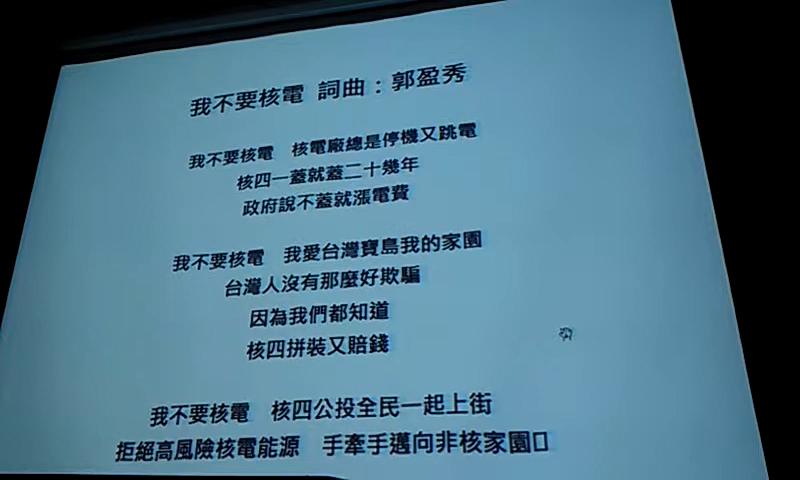 我不要核電 詞曲：郭盈秀
我不要核電 核電廠總是停機又跳電
核四一蓋就蓋二十幾年
政府說不蓋就漲電費
我不要核電 我愛台灣寶島我的家園
台灣人沒有那麼好欺騙
因為我們都知道
核四拼裝又賠錢
我不要核電 核四公投全民一起上街
拒絕高風險核電能源 手牽手邁向非核家園